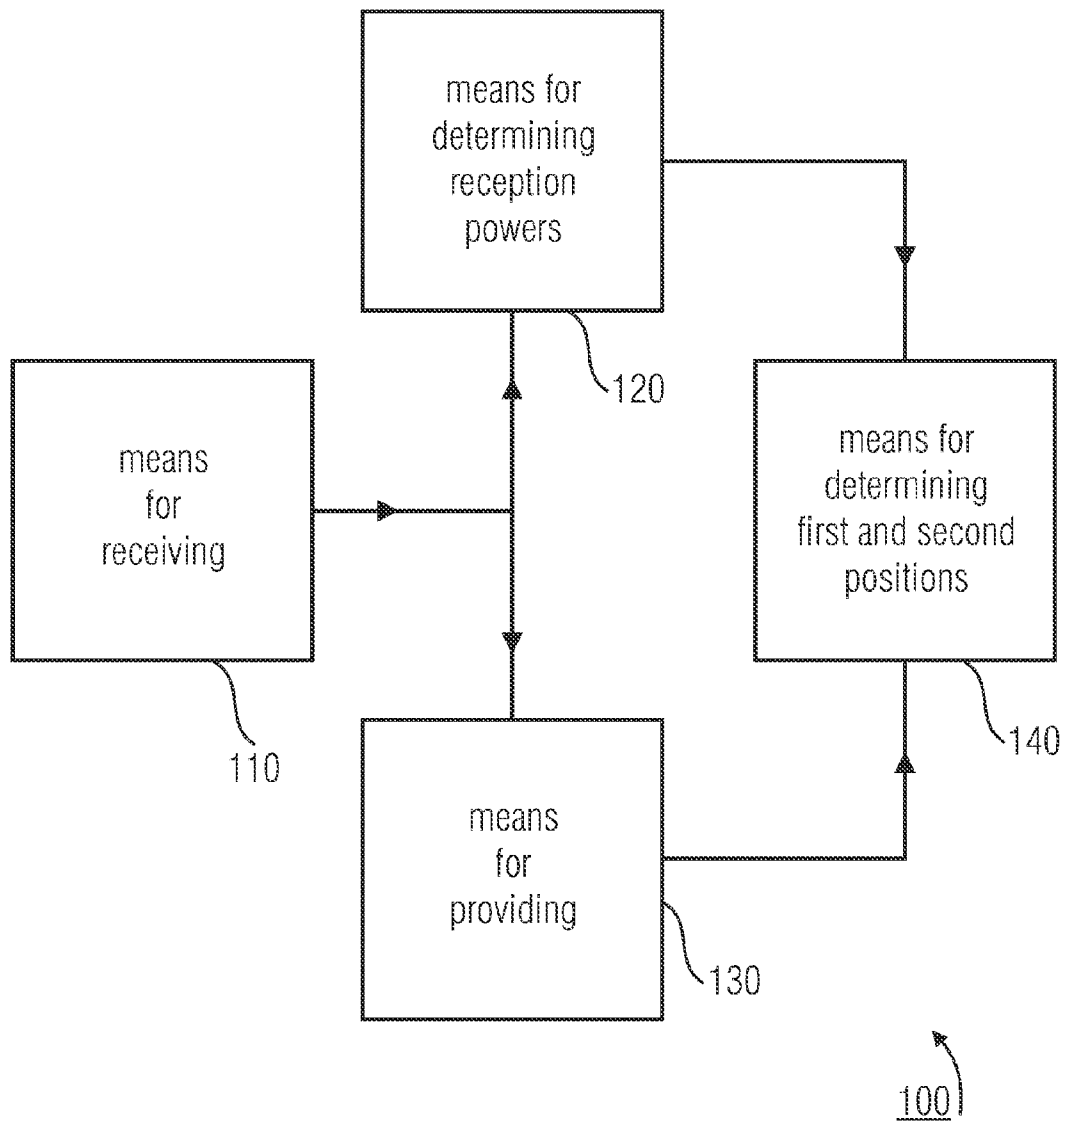 means for
determining
reception
powers
120
means
for
receiving
110
means for
determining
first and second
positions
140
means
for
providing
130
100